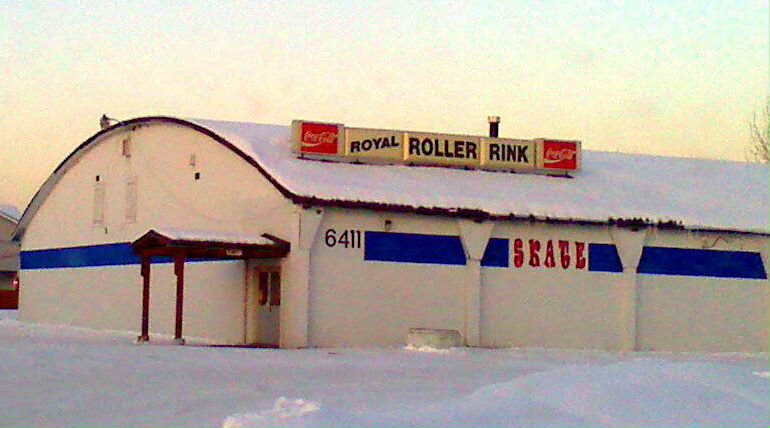 Coca-Cola ROYAL ROLLER RINK Coca-Cola
6411 SKATE